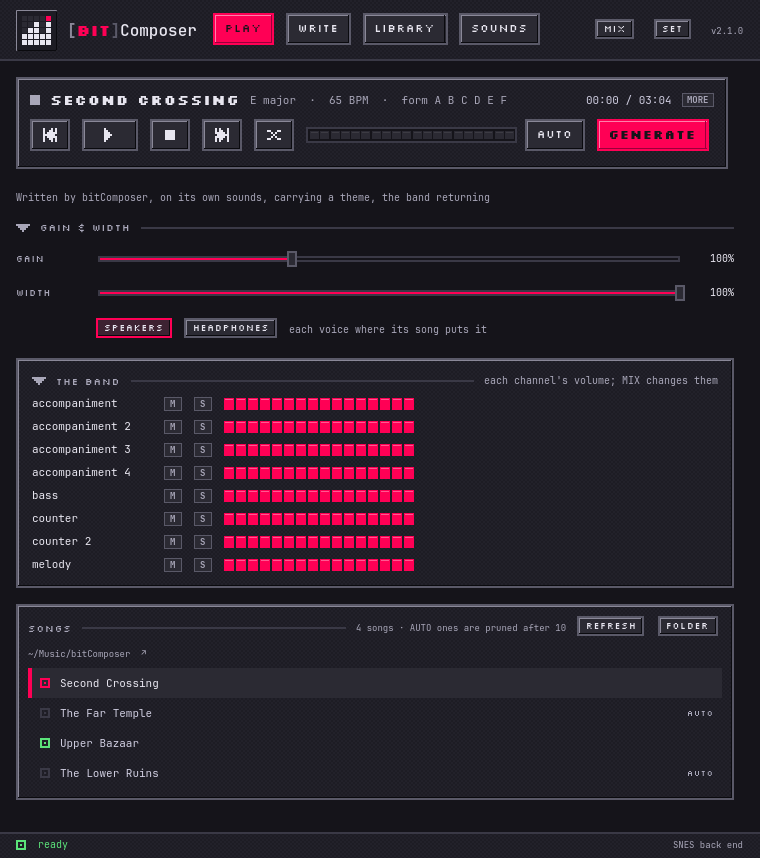 [BIT]Composer PLAY WRITE LIBRARY SOUNDS MIX SET v2.1.0
SECOND CROSSING E major · 65 BPM · form A B C D E F 00:00 / 03:04 MORE
AUTO GENERATE
Written by bitComposer, on its own sounds, carrying a theme, the band returning
GAIN & WIDTH
GAIN 100%
WIDTH 100%
SPEAKERS HEADPHONES each voice where its song puts it
THE BAND each channel's volume; MIX changes them
accompaniment M S
accompaniment 2 M S
accompaniment 3 M S
accompaniment 4 M S
bass M S
counter M S
counter 2 M S
melody M S
SONGS 4 songs · AUTO ones are pruned after 10 REFRESH FOLDER
~/Music/bitComposer ↗
Second Crossing
The Far Temple AUTO
Upper Bazaar
The Lower Ruins AUTO
ready SNES back end